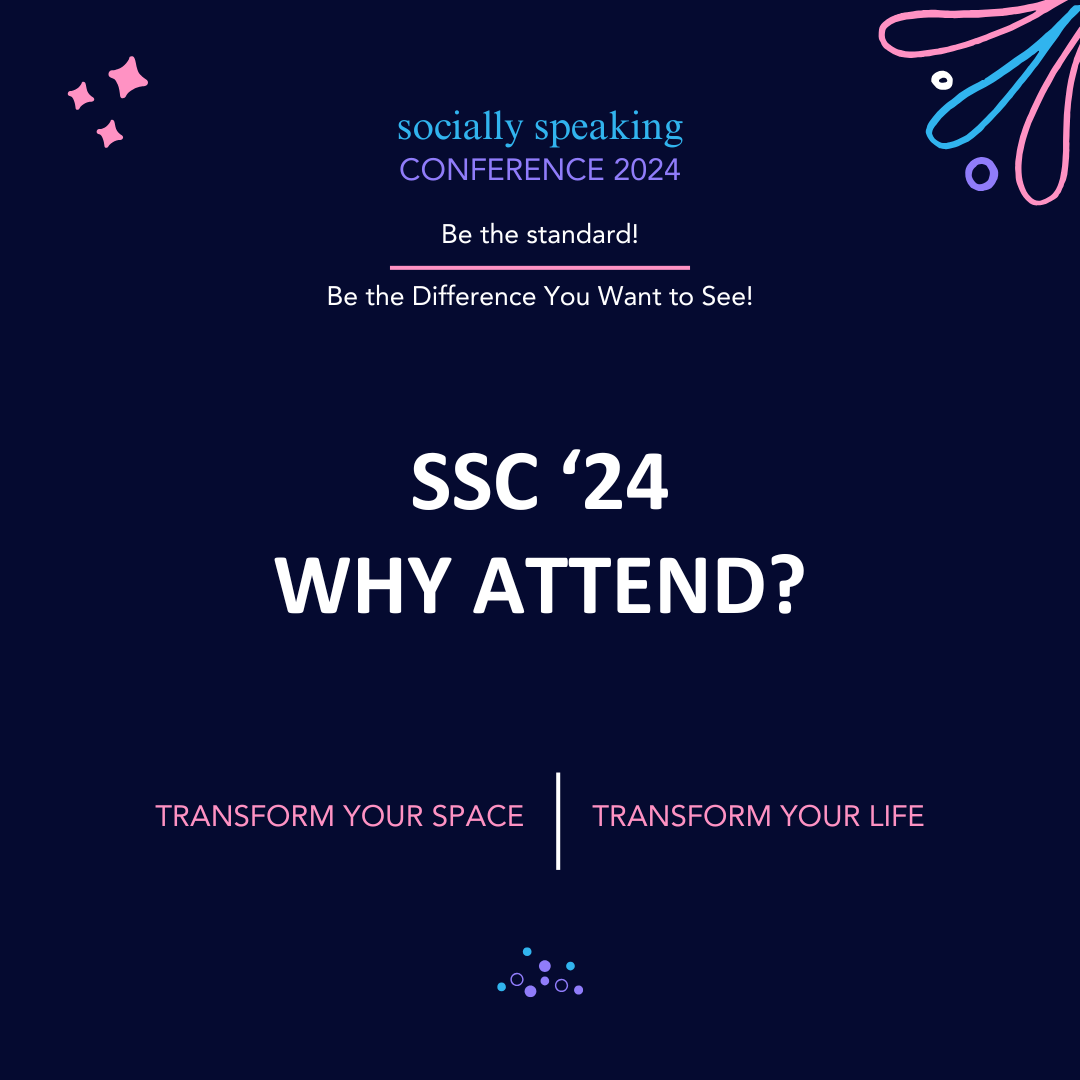 socially speaking
CONFERENCE 2024
Be the standard!
Be the Difference You Want to See!
SSC ‘24
WHY ATTEND?
TRANSFORM YOUR SPACE
TRANSFORM YOUR LIFE